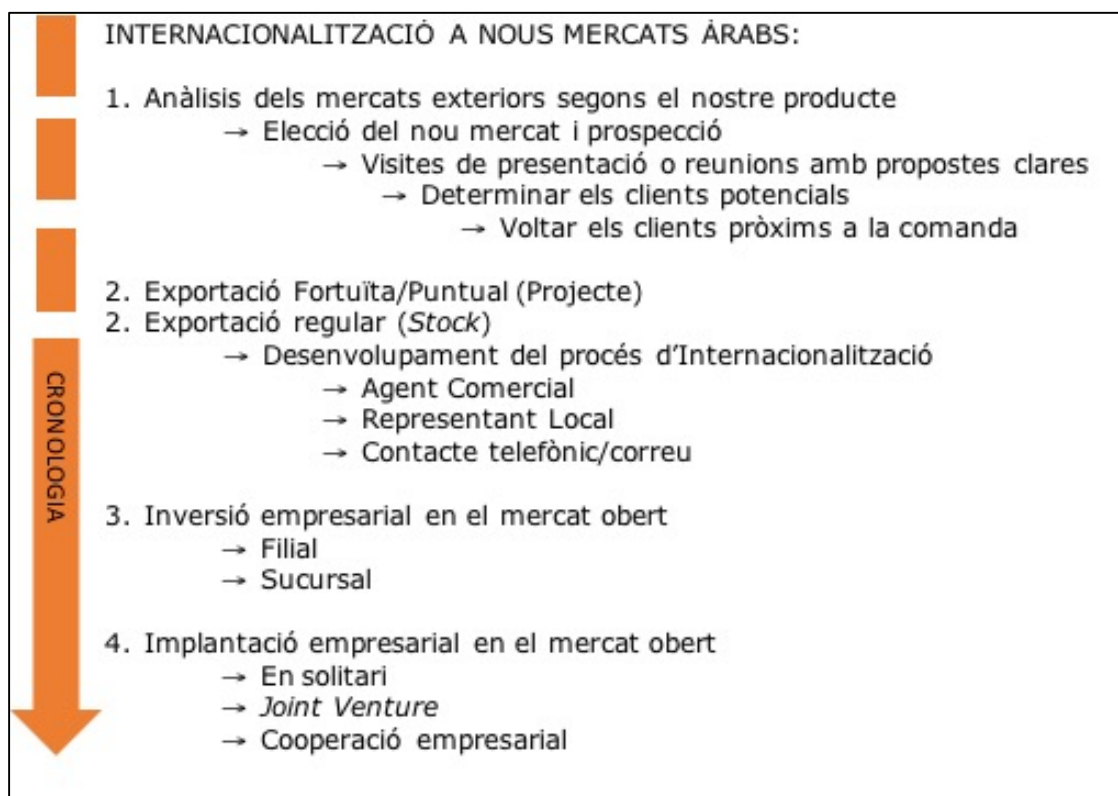 INTERNACIONALITZACIÓ A NOUS MERCATS ÀRABS:
1. Anàlisis dels mercats exteriors segons el nostre producte
→ Elecció del nou mercat i prospecció
→ Visites de presentació o reunions amb propostes clares
→ Determinar els clients potencials
→ Voltar els clients pròxims a la comanda
2. Exportació Fortuïta/Puntual (Projecte)
2. Exportació regular (Stock)
→ Desenvolupament del procés d’Internacionalització
→ Agent Comercial
→ Representant Local
→ Contacte telefònic/correu
3. Inversió empresarial en el mercat obert
→ Filial
→ Sucursal
4. Implantació empresarial en el mercat obert
→ En solitari
→ Joint Venture
→ Cooperació empresarial
CRONOLOGIA